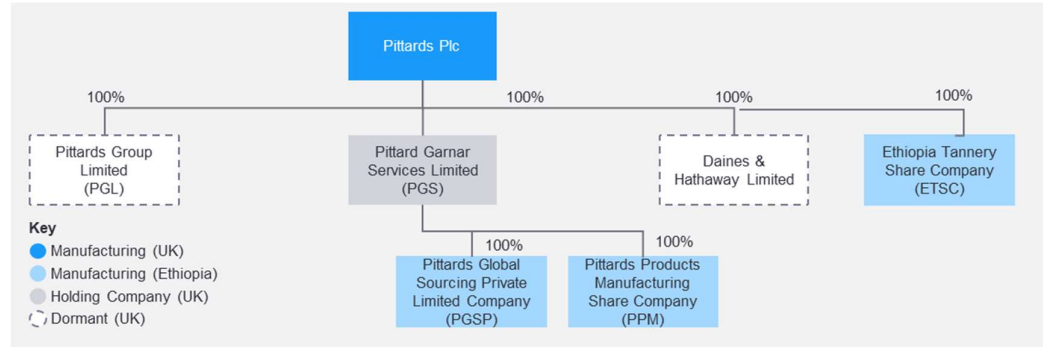 Pittards Plc
100%
100%
100%
100%
Pittards Group
Limited
(PGL)
Pittard Garnar
Services Limited
(PGS)
Daines &
Hathaway Limited
Ethiopia Tannery
Share Company
(ETSC)
Key
Manufacturing (UK)
Manufacturing (Ethiopia)
Holding Company (UK)
Dormant (UK)
100%
100%
Pittards Global
Sourcing Private
Limited Company
(PGSP)
Pittards Products
Manufacturing
Share Company
(PPM)